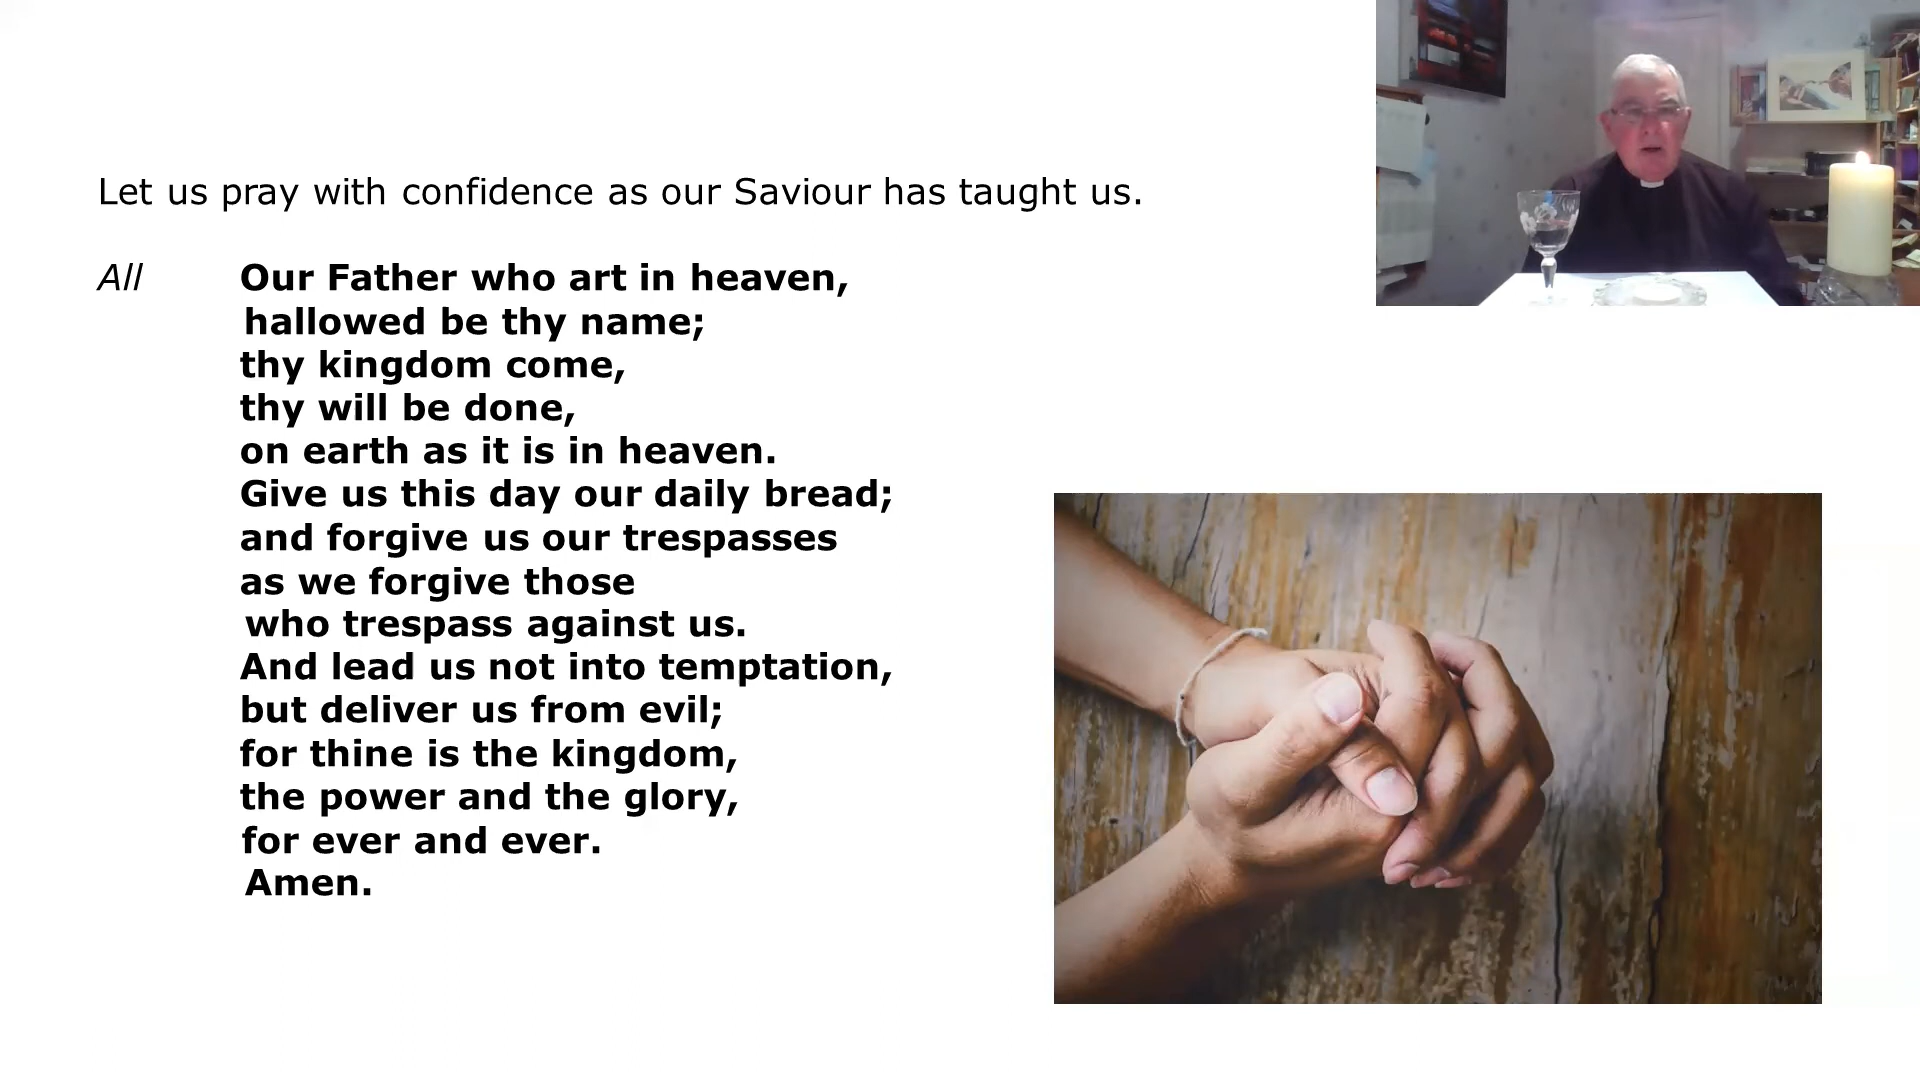 Let us pray with confidence as our Saviour has taught us.
All Our Father who art in heaven,
hallowed be thy name;
thy kingdom come,
thy will be done,
on earth as it is in heaven.
Give us this day our daily bread;
and forgive us our trespasses
as we forgive those
who trespass against us.
And lead us not into temptation,
but deliver us from evil;
for thine is the kingdom,
the power and the glory,
for ever and ever.
Amen.